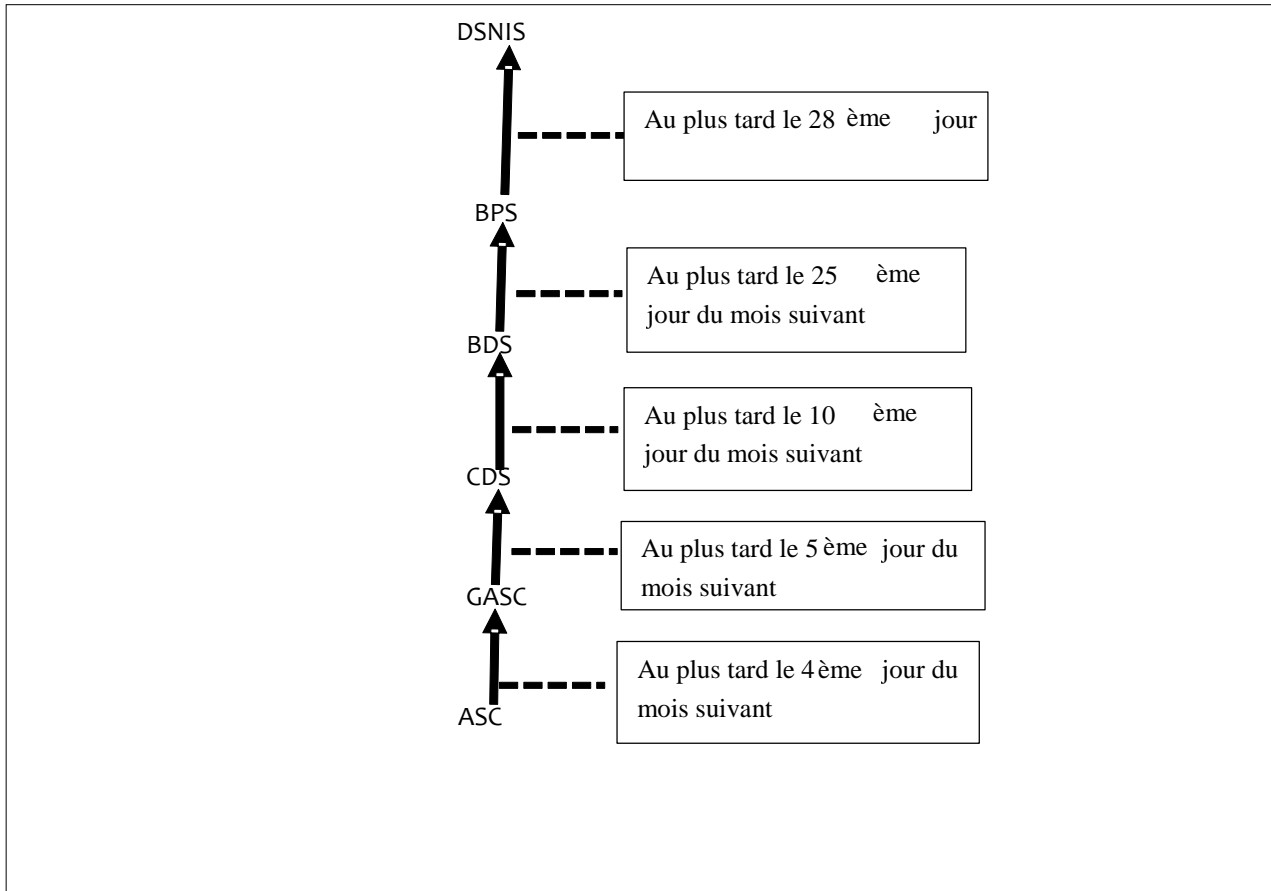 DSNIS
Au plus tard le 28 ème jour
BPS
Au plus tard le 25 ème
jour du mois suivant
BDS
Au plus tard le 10 ème
jour du mois suivant
CDS
Au plus tard le 5 ème jour du
mois suivant
GASC
Au plus tard le 4 ème jour du
mois suivant
ASC